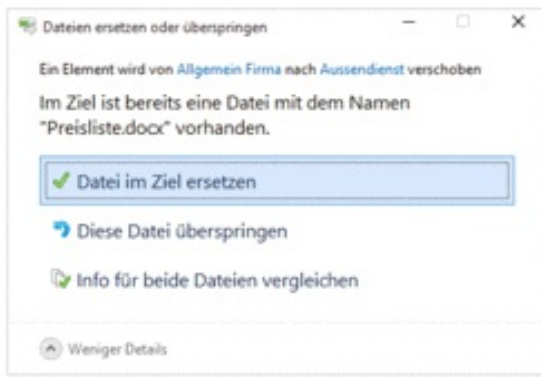 Dateien ersetzen oder überspringen
Ein Element wird von Allgemein Firma nach Aussendienst verschoben
Im Ziel ist bereits eine Datei mit dem Namen
"Preisliste.docx" vorhanden.
Datei im Ziel ersetzen
Diese Datei überspringen
Info für beide Dateien vergleichen
Weniger Details